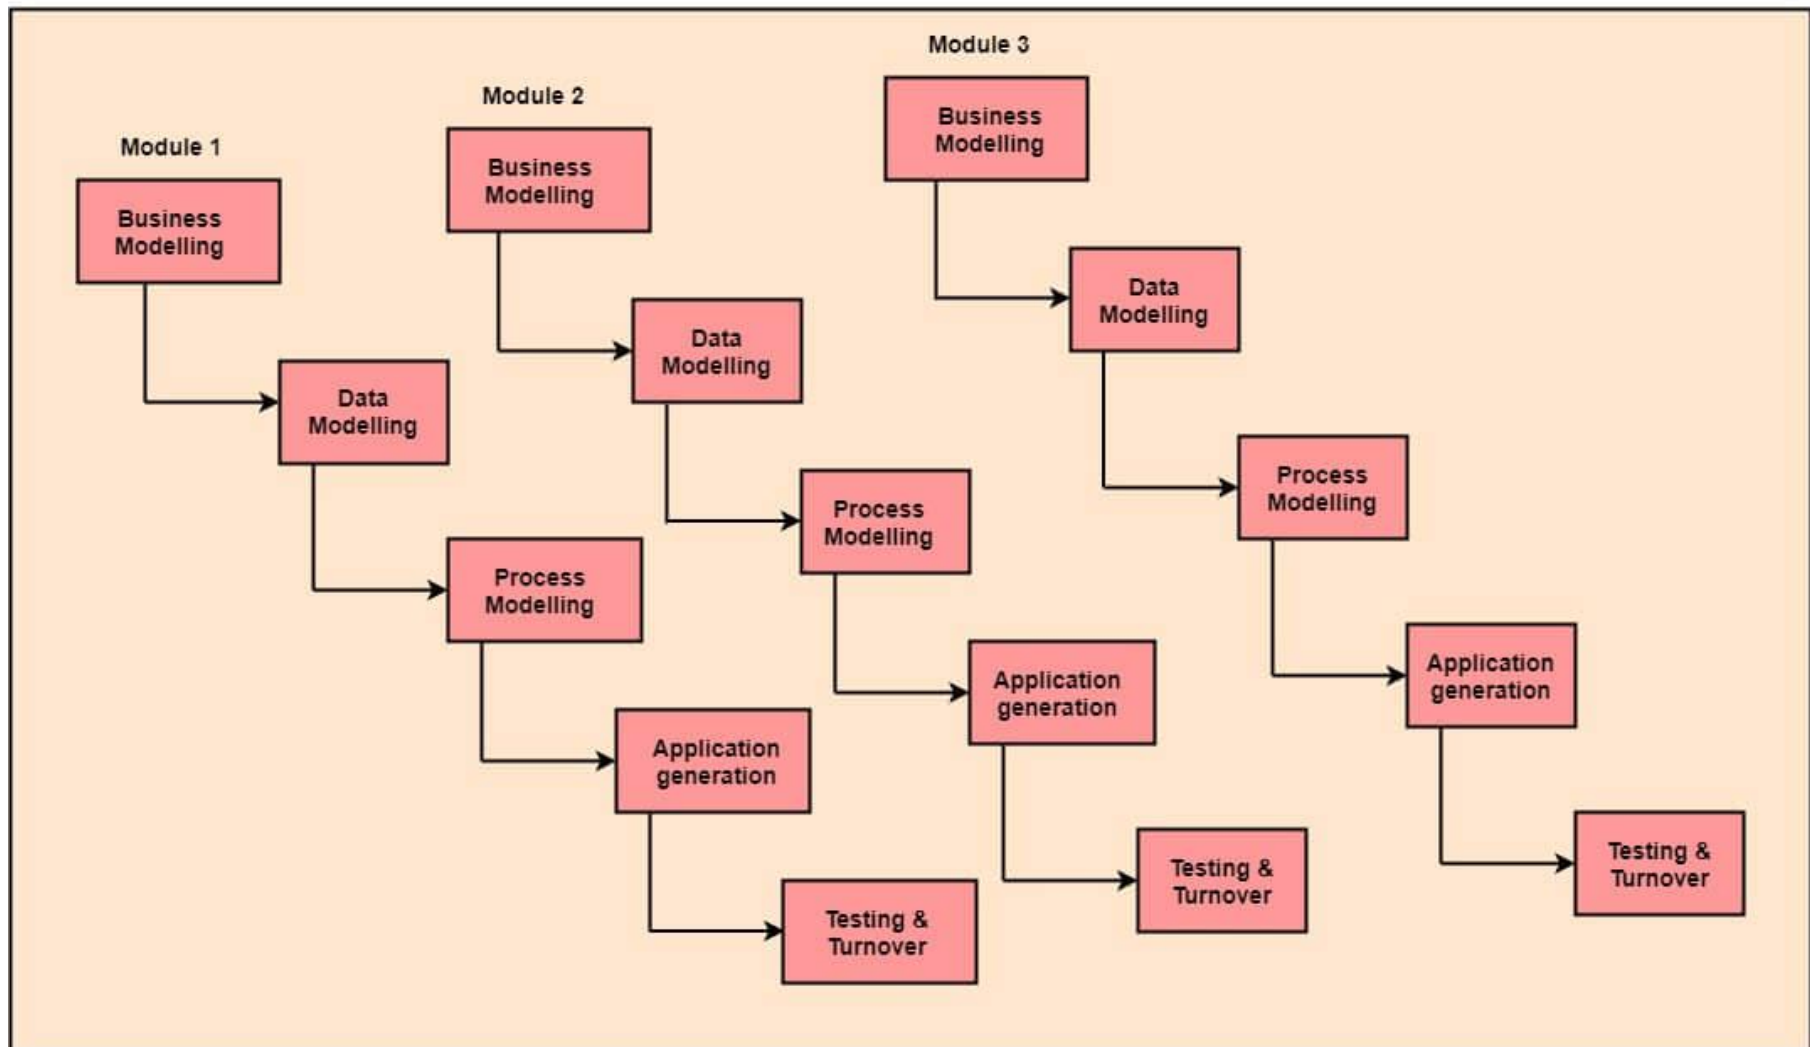 Module 1
Business
Modelling
Data
Modelling
Process
Modelling
Application
generation
Testing &
Turnover
Module 2
Business
Modelling
Data
Modelling
Process
Modelling
Application
generation
Testing &
Turnover
Module 3
Business
Modelling
Data
Modelling
Process
Modelling
Application
generation
Testing &
Turnover